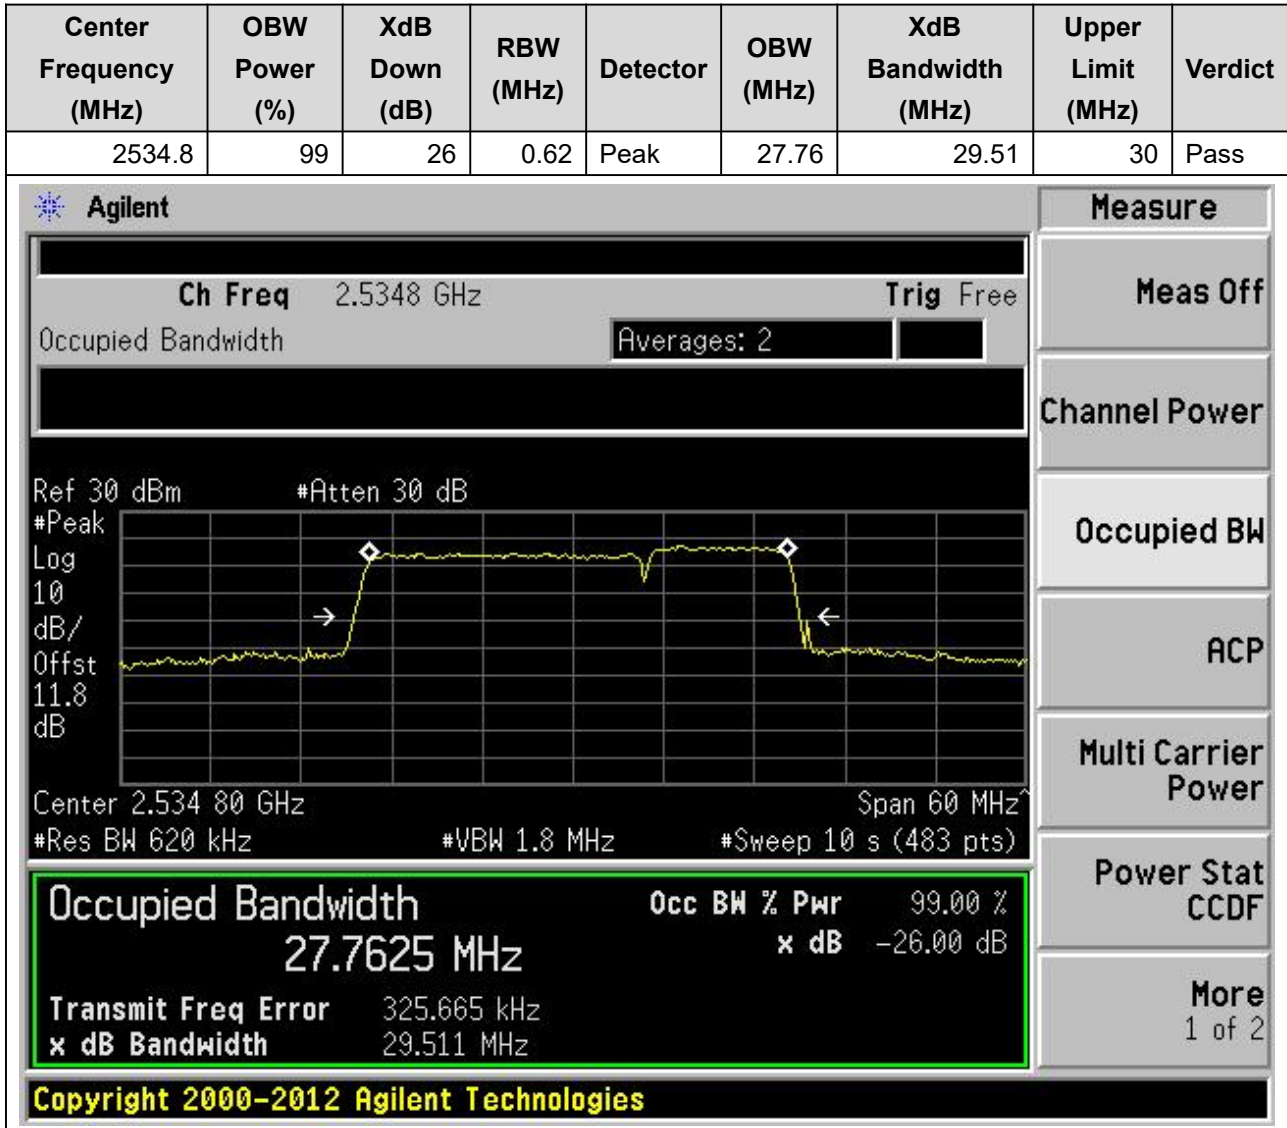 Center Frequency (MHz) OBW Power (%) XdB Down (dB) RBW (MHz) Detector OBW (MHz) XdB Bandwidth (MHz) Upper Limit (MHz) Verdict
2534.8 99 26 0.62 Peak 27.76 29.51 30 Pass
Agilent
Ch Freq 2.5348 GHz Trig Free
Occupied Bandwidth Averages: 2
Ref 30 dBm #Atten 30 dB
#Peak
Log
10
dB/
Offst
11.8
dB
Center 2.534 80 GHz Span 60 MHz^
#Res BW 620 kHz #VBW 1.8 MHz #Sweep 10 s (483 pts)
Occupied Bandwidth Occ BW % Pwr 99.00 %
27.7625 MHz x dB -26.00 dB
Transmit Freq Error 325.665 kHz
x dB Bandwidth 29.511 MHz
Copyright 2000-2012 Agilent Technologies
Measure
Meas Off
Channel Power
Occupied BW
ACP
Multi Carrier
Power
Power Stat
CCDF
More
1 of 2